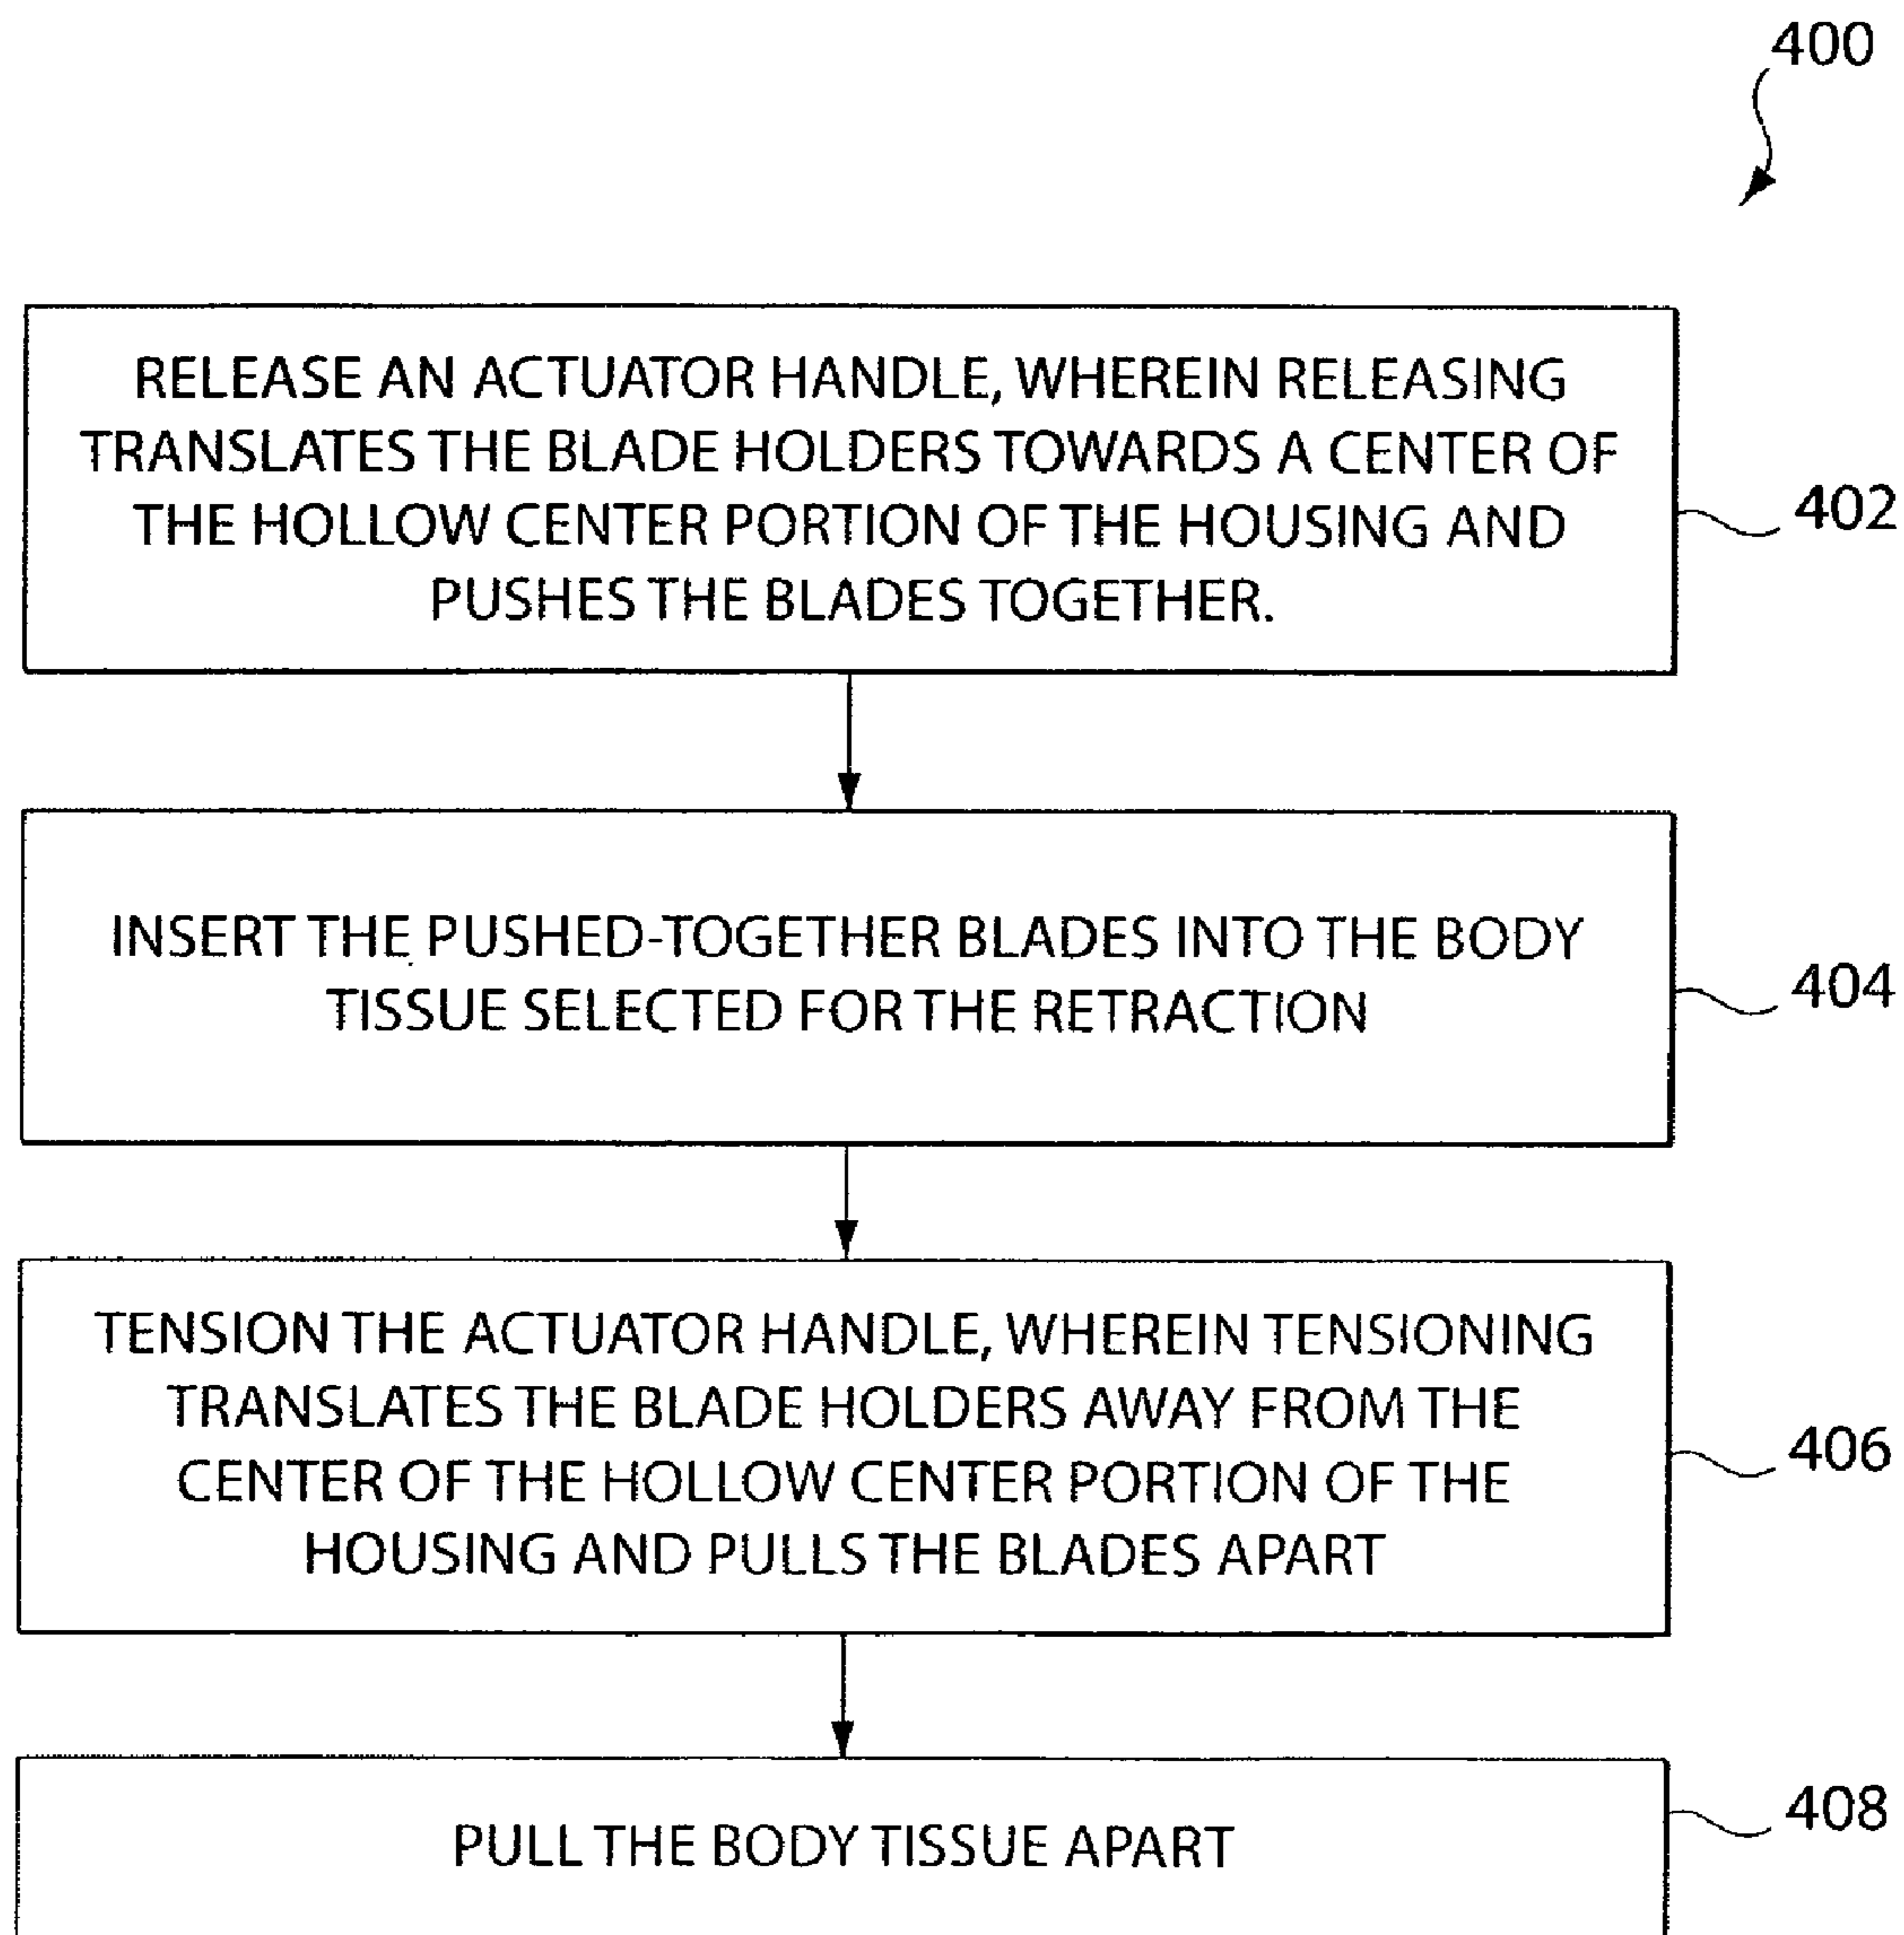 400
RELEASE AN ACTUATOR HANDLE, WHEREIN RELEASING
TRANSLATES THE BLADE HOLDERS TOWARDS A CENTER OF
THE HOLLOW CENTER PORTION OF THE HOUSING AND
PUSHES THE BLADES TOGETHER.
402
INSERT THE PUSHED-TOGETHER BLADES INTO THE BODY
TISSUE SELECTED FOR THE RETRACTION
404
TENSION THE ACTUATOR HANDLE, WHEREIN TENSIONING
TRANSLATES THE BLADE HOLDERS AWAY FROM THE
CENTER OF THE HOLLOW CENTER PORTION OF THE
HOUSING AND PULLS THE BLADES APART
406
PULL THE BODY TISSUE APART
408